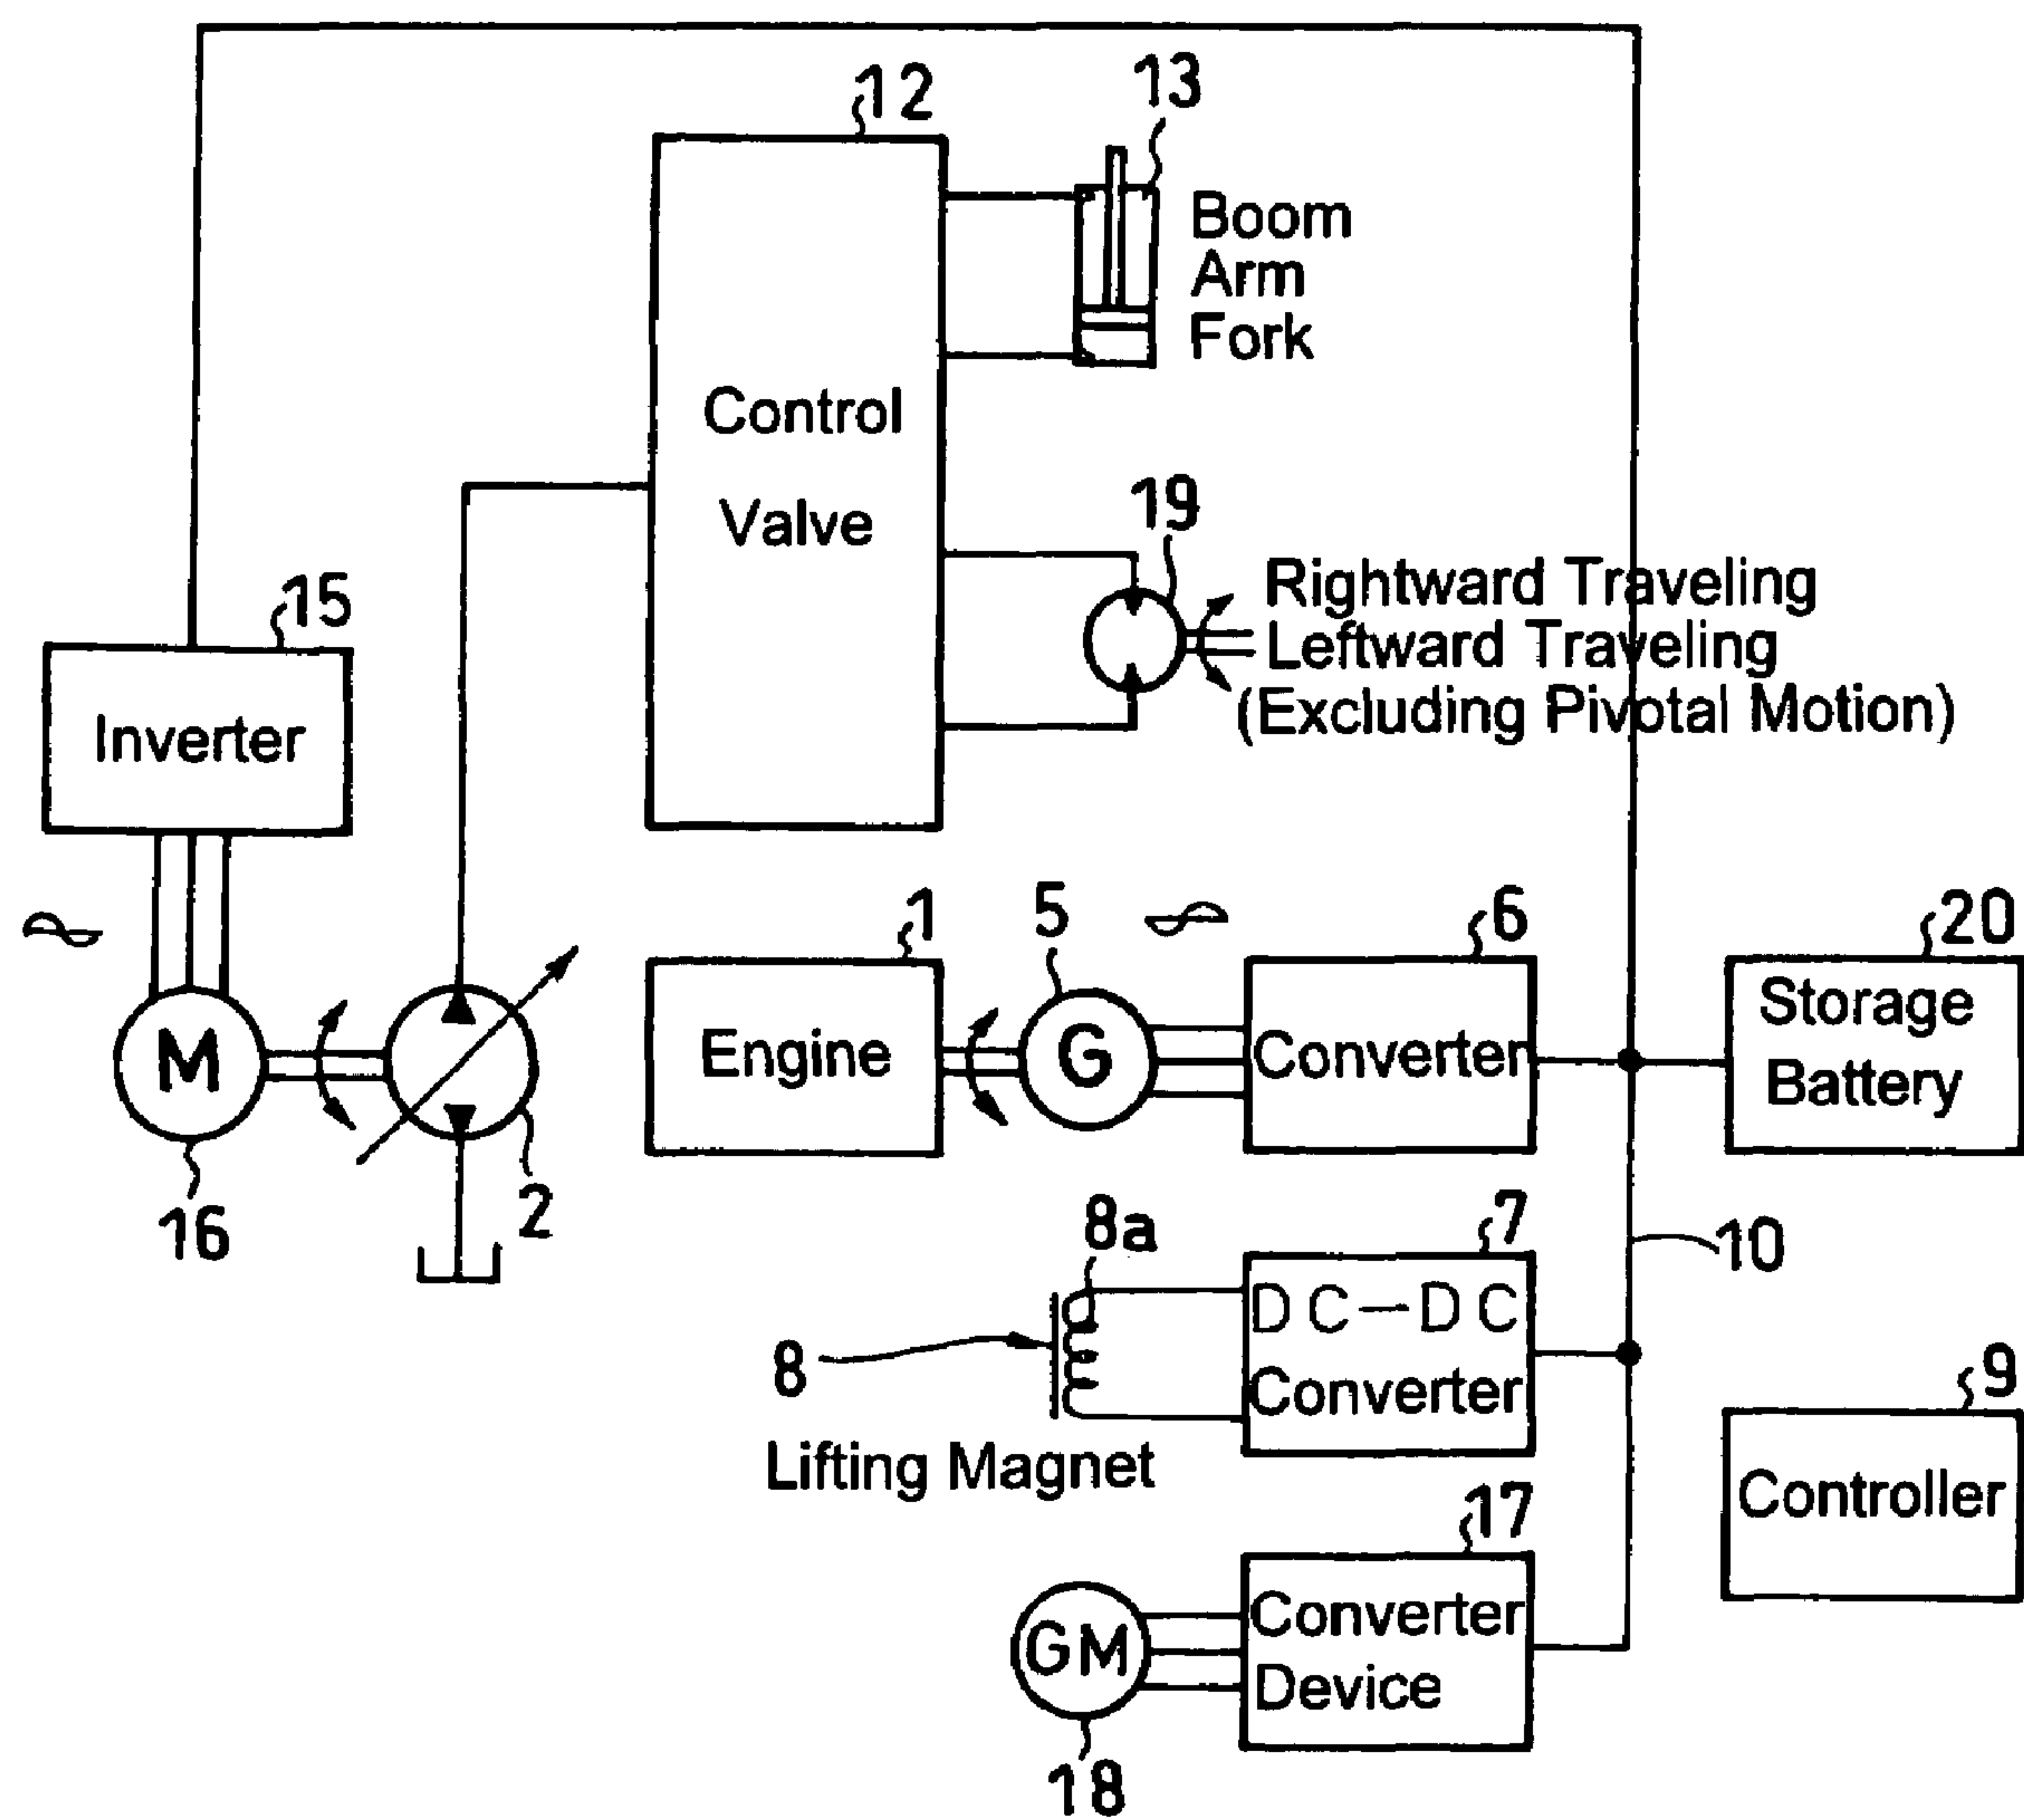 12
13
Boom
Arm
Fork
Control
Valve
19
Rightward Traveling
Leftward Traveling
(Excluding Pivotal Motion)
15
Inverter
1
5
6
20
Engine
G
Converter
Storage
Battery
M
16
2
8a
7
10
DC-DC
Converter
8
Lifting Magnet
9
Controller
17
Converter
Device
GM
18